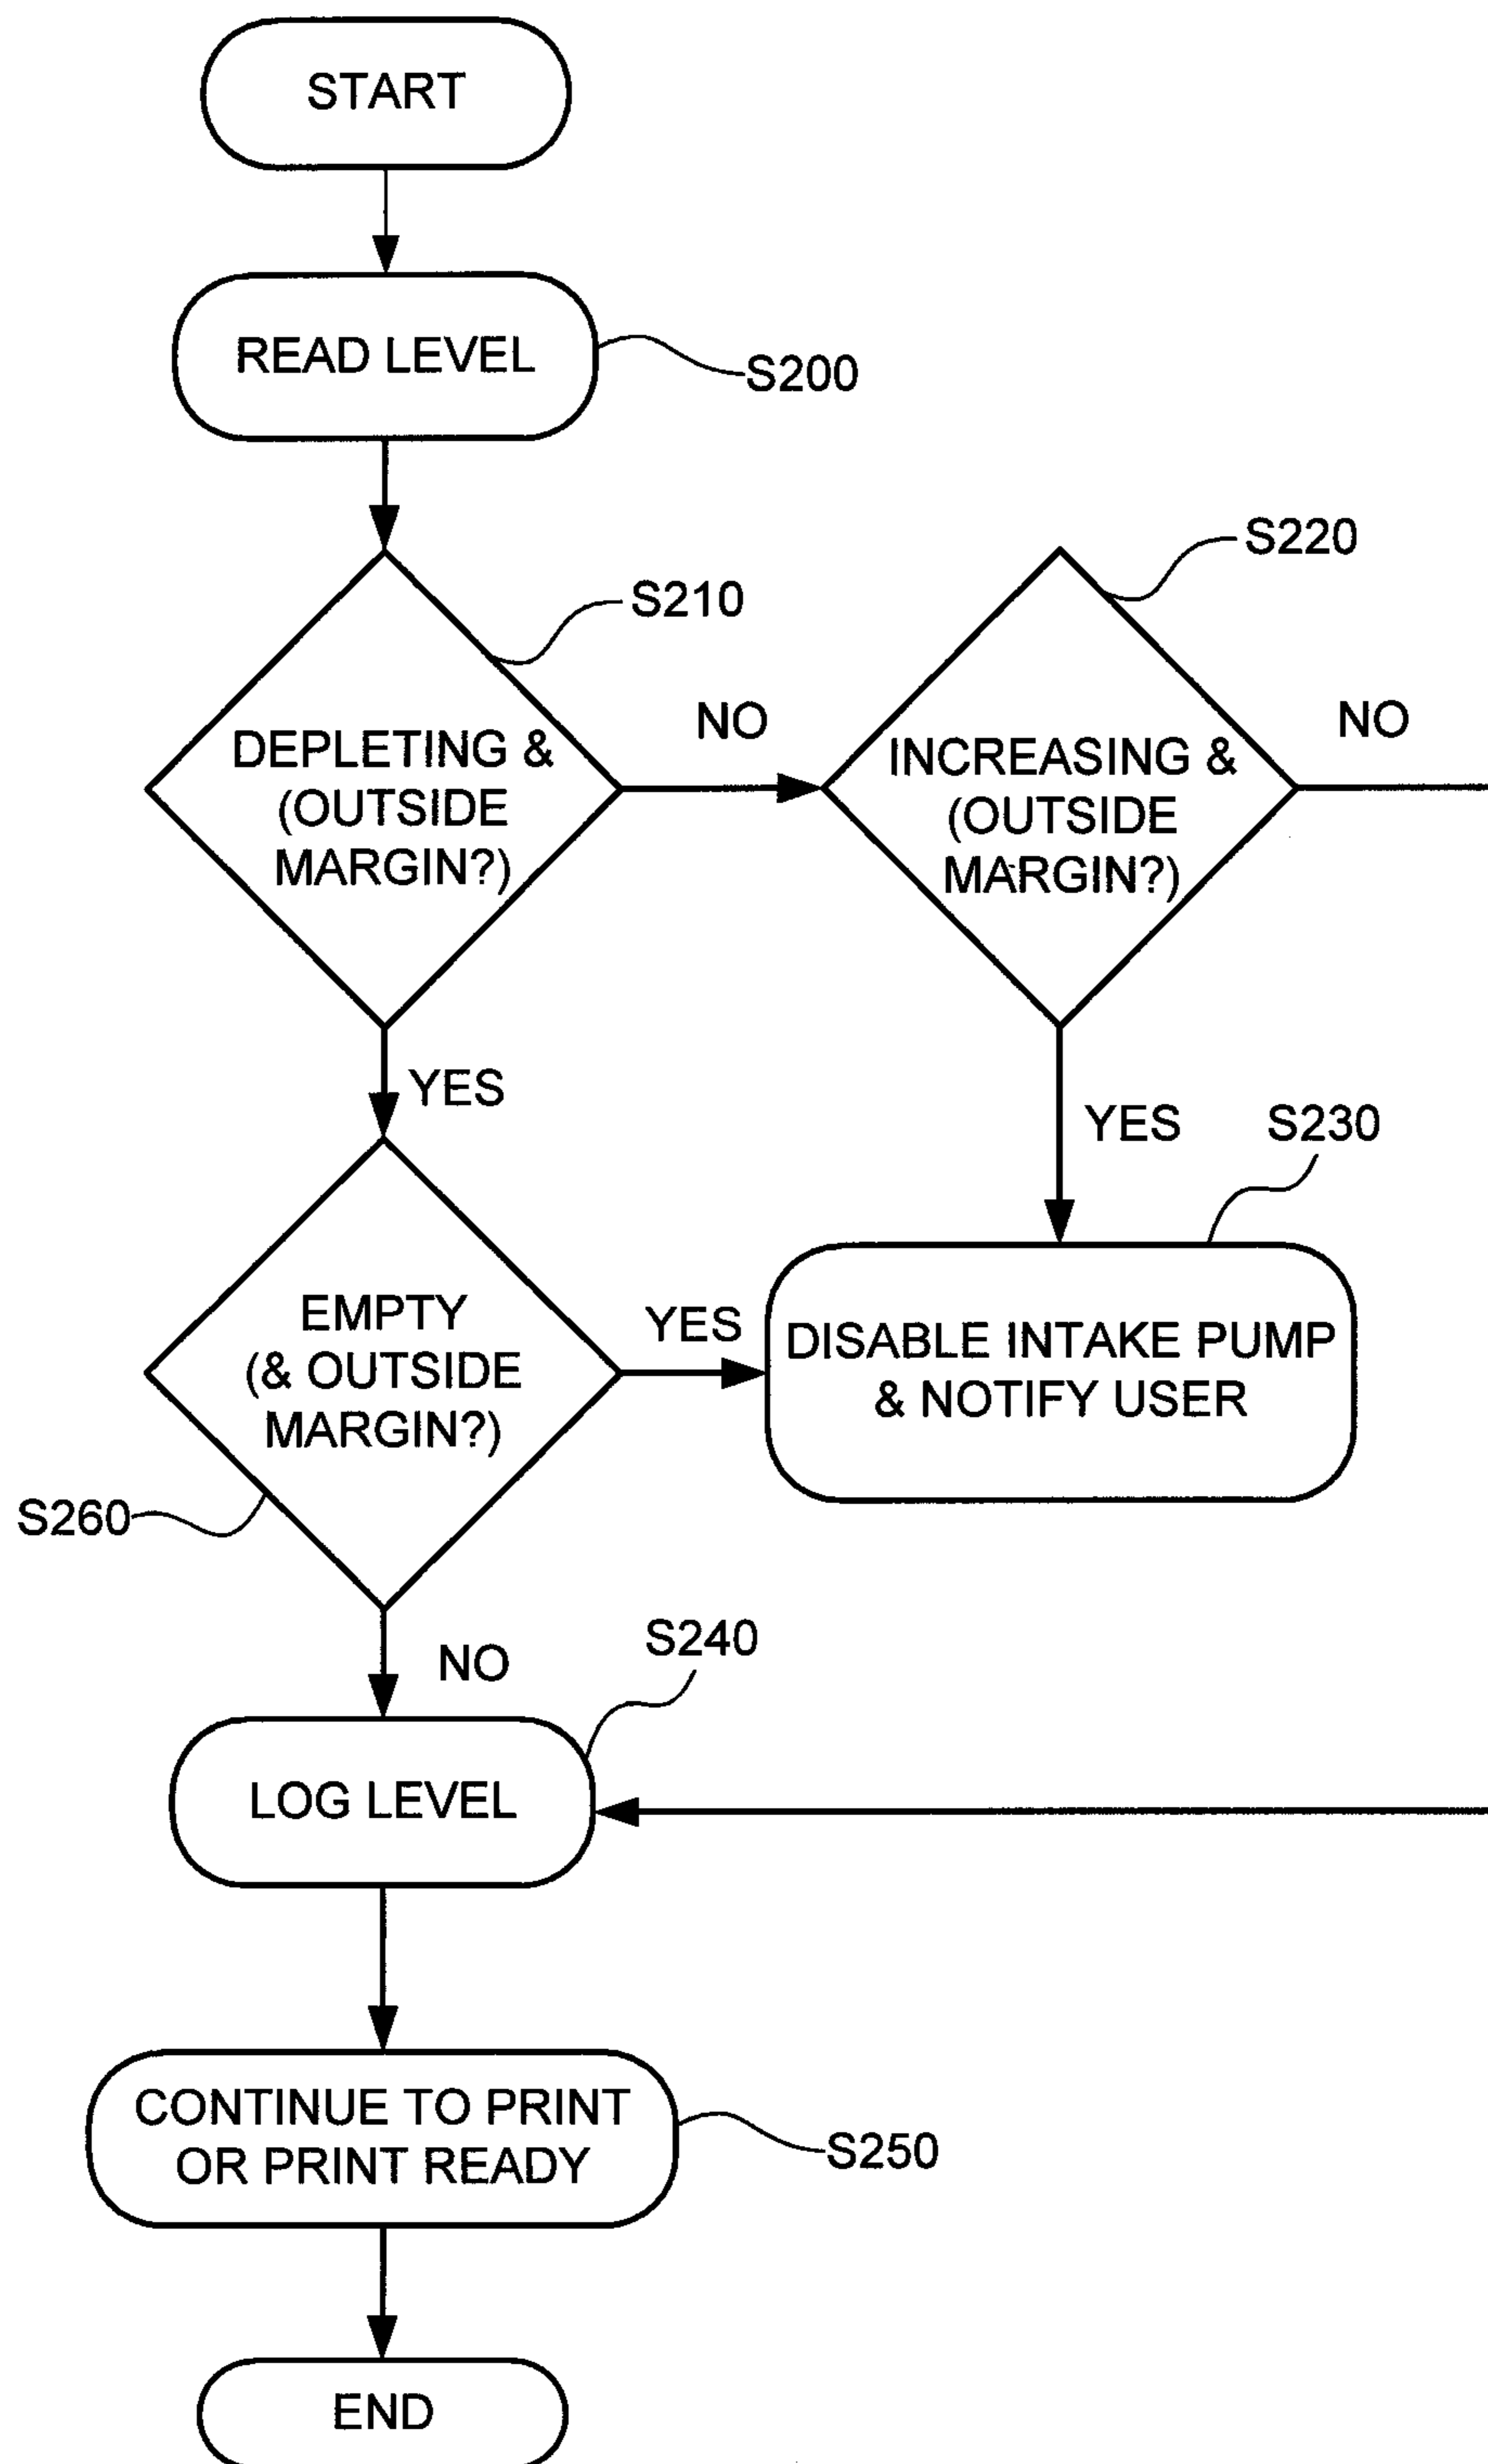 START
READ LEVEL
S200
S220
S210
NO
NO
DEPLETING &
(OUTSIDE
MARGIN?)
INCREASING &
(OUTSIDE
MARGIN?)
YES
YES
S230
EMPTY
(& OUTSIDE
MARGIN?)
YES
DISABLE INTAKE PUMP
& NOTIFY USER
S260
S240
NO
LOG LEVEL
CONTINUE TO PRINT
OR PRINT READY
S250
END